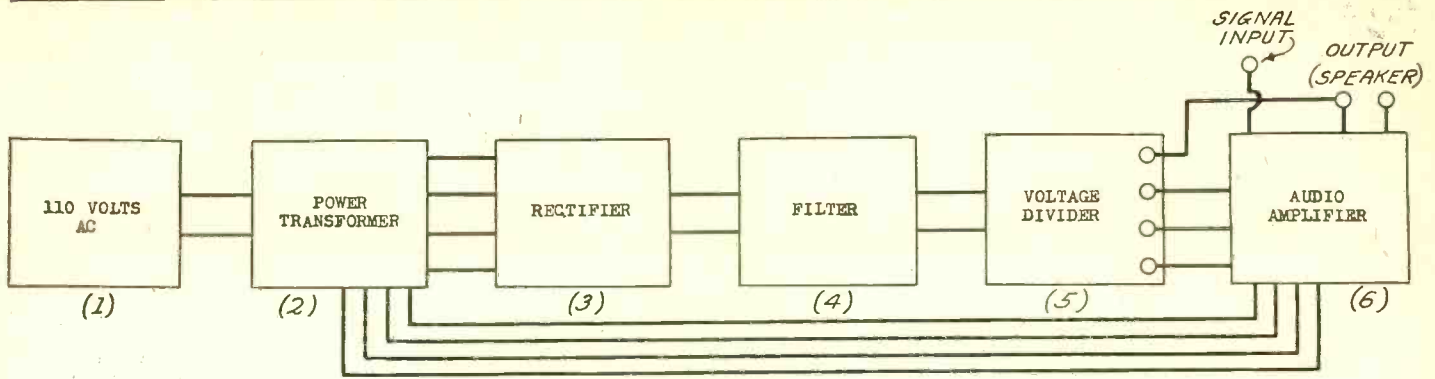 SIGNAL
INPUT
OUTPUT
(SPEAKER)
110 VOLTS
AC
POWER
TRANSFORMER
RECTIFIER
FILTER
VOLTAGE
DIVIDER
AUDIO
AMPLIFIER
(1)
(2)
(3)
(4)
(5)
(6)